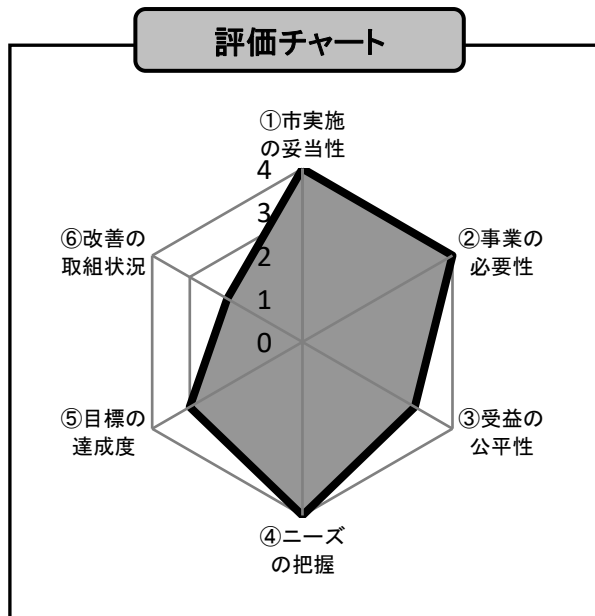 評価チャート
①市実施
の妥当性
4
3
2
1
0
②事業の
必要性
③受益の
公平性
④ニーズ
の把握
⑤目標の
達成度
⑥改善の
取組状況